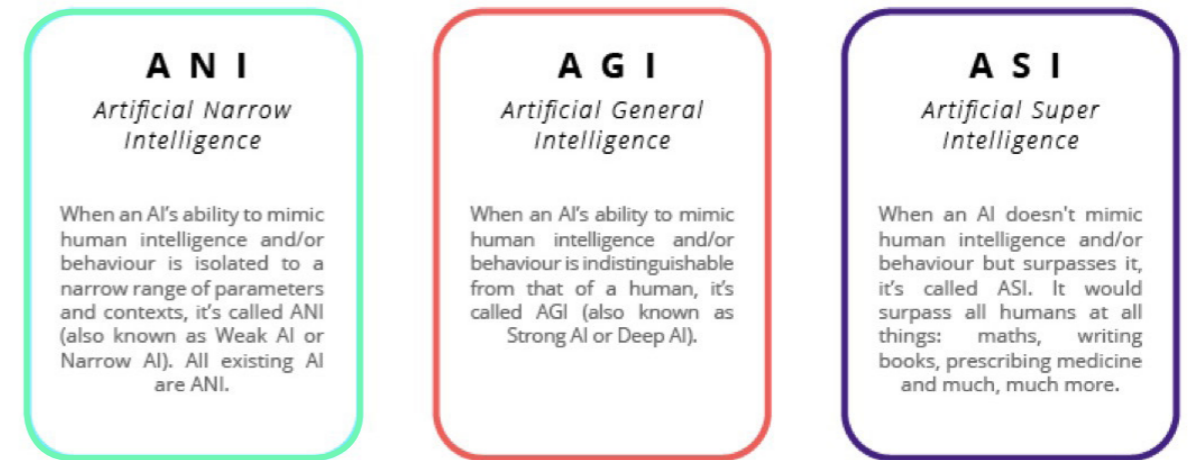 A N I
Artificial Narrow
Intelligence
When an AI's ability to mimic
human intelligence and/or
behaviour is isolated to a
narrow range of parameters
and contexts, it's called ANI
(also known as Weak AI or
Narrow AI). All existing AI
are ANI.
A G I
Artificial General
Intelligence
When an AI's ability to mimic
human intelligence and/or
behaviour is indistinguishable
from that of a human, it's
called AGI (also known as
Strong AI or Deep AI).
A S I
Artificial Super
Intelligence
When an AI doesn't mimic
human intelligence and/or
behaviour but surpasses it,
it's called ASI. It would
surpass all humans at all
things: maths, writing
books, prescribing medicine
and much, much more.